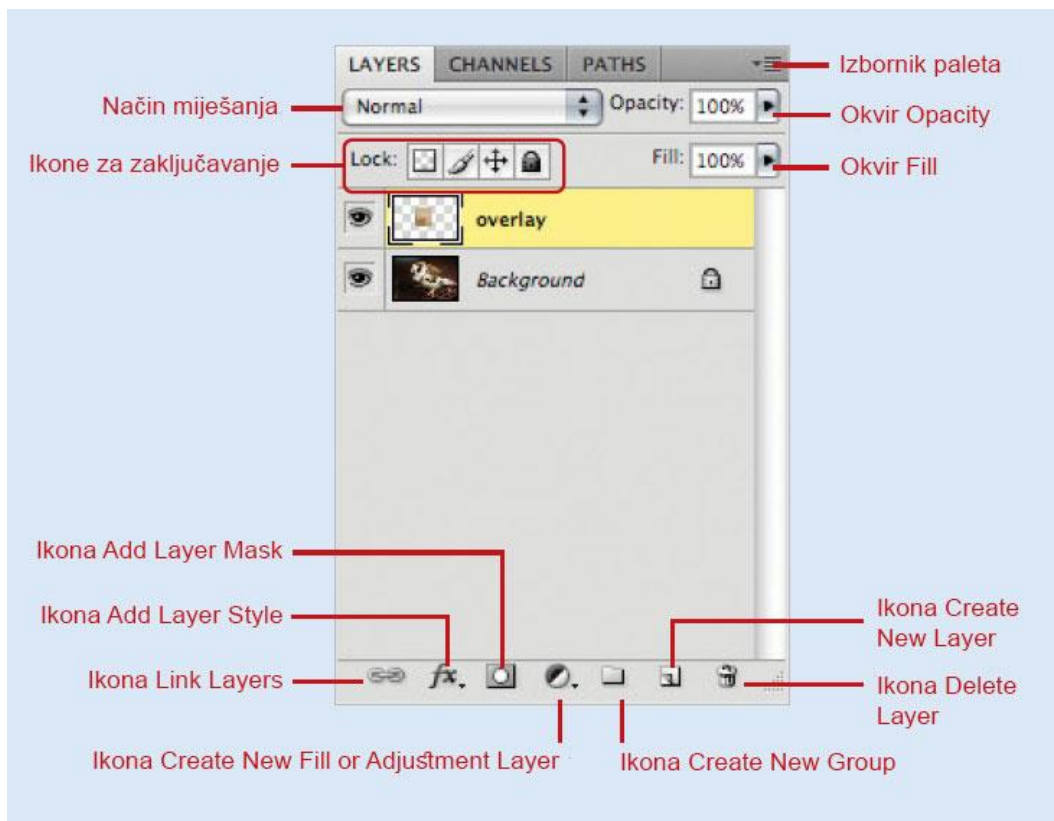 LAYERS CHANNELS PATHS
Izbornik paleta
Način miješanja
Normal
Opacity: 100%
Okvir Opacity
Ikone za zaključavanje
Lock:
Fill: 100%
Okvir Fill
overlay
Background
Ikona Add Layer Mask
Ikona Add Layer Style
Ikona Create
New Layer
Ikona Link Layers
fx.
Ikona Delete
Layer
Ikona Create New Fill or Adjustment Layer
Ikona Create New Group